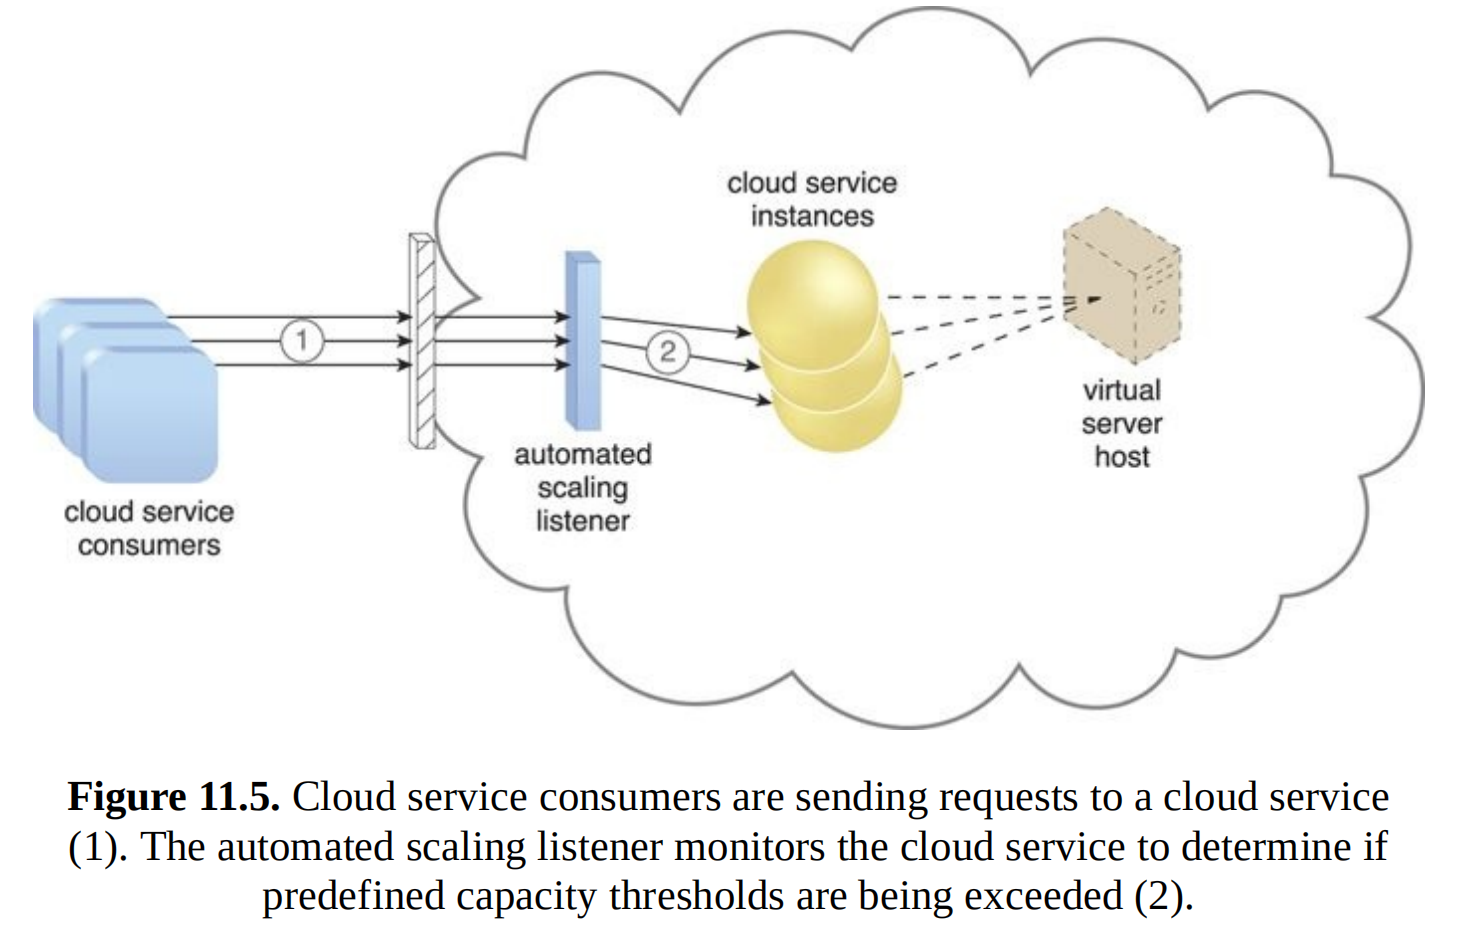 cloud service
instances
1
2
virtual
server
host
automated
scaling
listener
cloud service
consumers
Figure 11.5. Cloud service consumers are sending requests to a cloud service
(1). The automated scaling listener monitors the cloud service to determine if
predefined capacity thresholds are being exceeded (2).